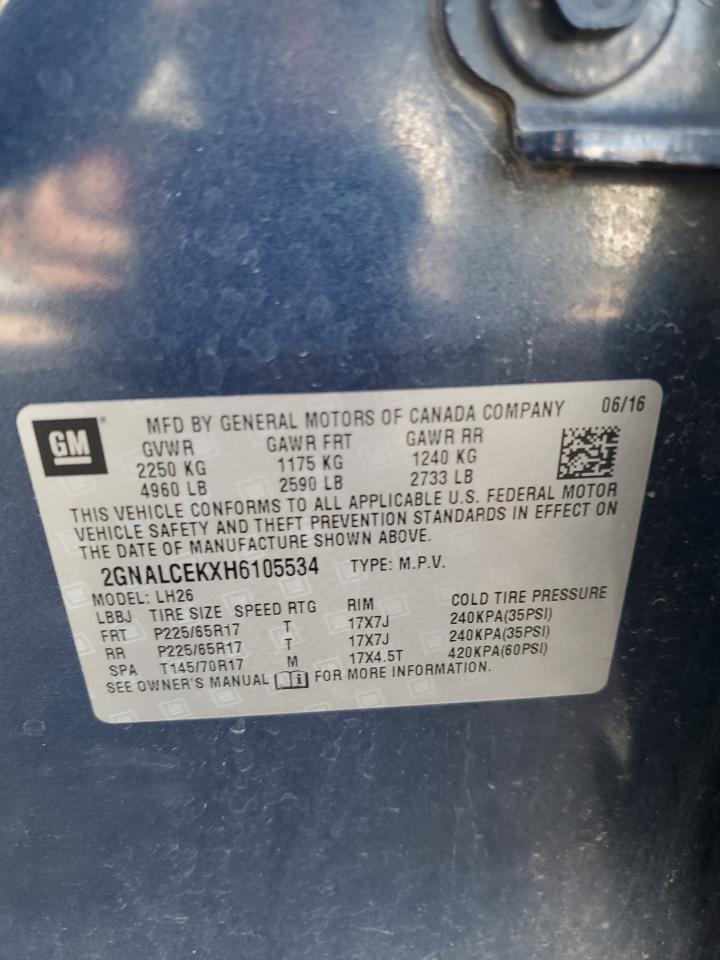 GM
MFD BY GENERAL MOTORS OF CANADA COMPANY 06/16
GVWR GAWR FRT GAWR RR
2250 KG 1175 KG 1240 KG
4960 LB 2590 LB 2733 LB
THIS VEHICLE CONFORMS TO ALL APPLICABLE U.S. FEDERAL MOTOR
VEHICLE SAFETY AND THEFT PREVENTION STANDARDS IN EFFECT ON
THE DATE OF MANUFACTURE SHOWN ABOVE.
2GNALCEKXH6105534 TYPE: M.P.V.
MODEL: LH26
LBBJ TIRE SIZE SPEED RTG RIM COLD TIRE PRESSURE
FRT P225/65R17 T 17X7J 240KPA(35PSI)
RR P225/65R17 T 17X7J 240KPA(35PSI)
SPA T145/70R17 M 17X4.5T 420KPA(60PSI)
SEE OWNER'S MANUAL FOR MORE INFORMATION.